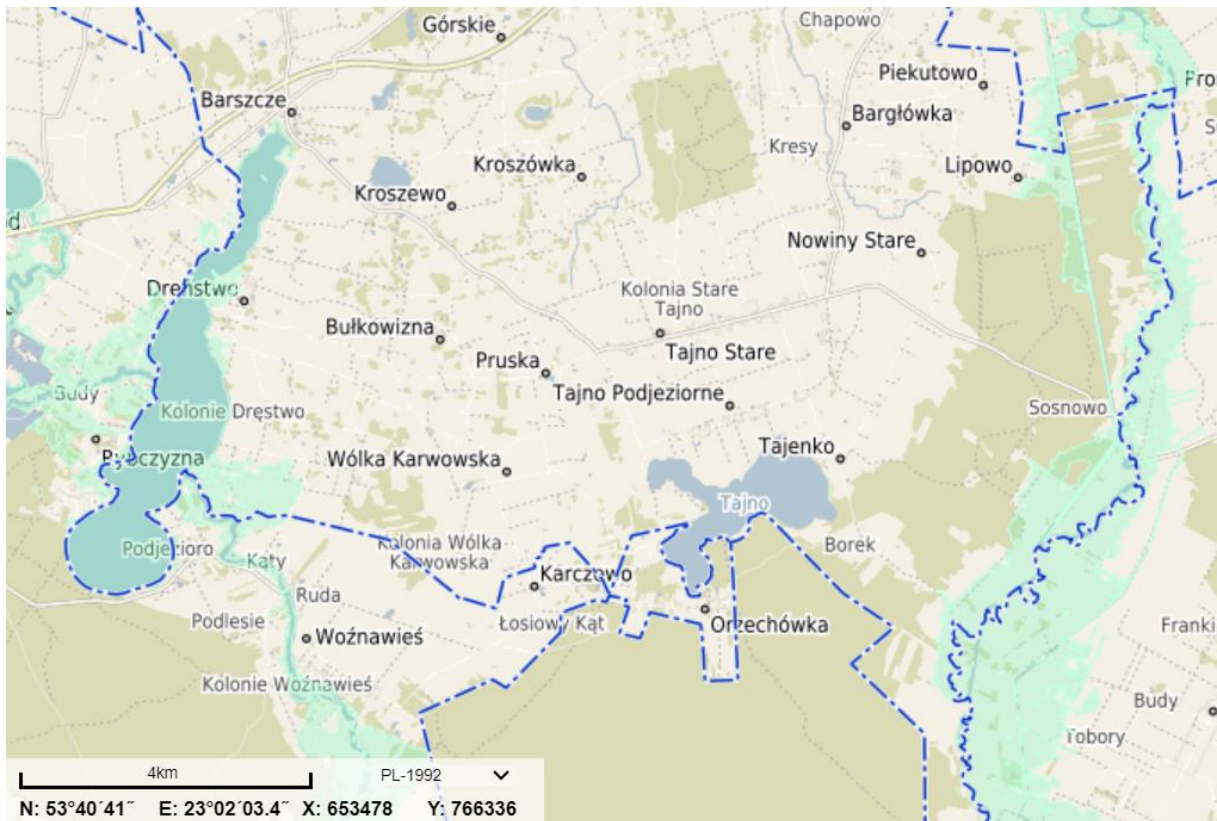 Chapowo
Górskie
Piekutowo
Barszcze
Bargłówka
Kresy
Kroszówka
Lipowo
Kroszewo
Nowiny Stare
Kolonia Stare
Tajno
Dręństwo
Bułkowizna
Tajno Stare
Pruska
Tajno Podjeziorne
Budy
Kolonie Dręstwo
Sosnowo
Tajenko
Rybczyzna
Wólka Karwowska
Tajno
Podjezioro
Kąty
Kolonia Wólka
Karwowska
Borek
Karczewo
Ruda
Podlesie
Łosiowy Kąt
Orzechówka
Woźnawieś
Franki
Kolonie Woźnawieś
Budy
Tobory
4km
PL-1992
N: 53°40´41˝ E: 23°02´03.4˝ X: 653478 Y: 766336